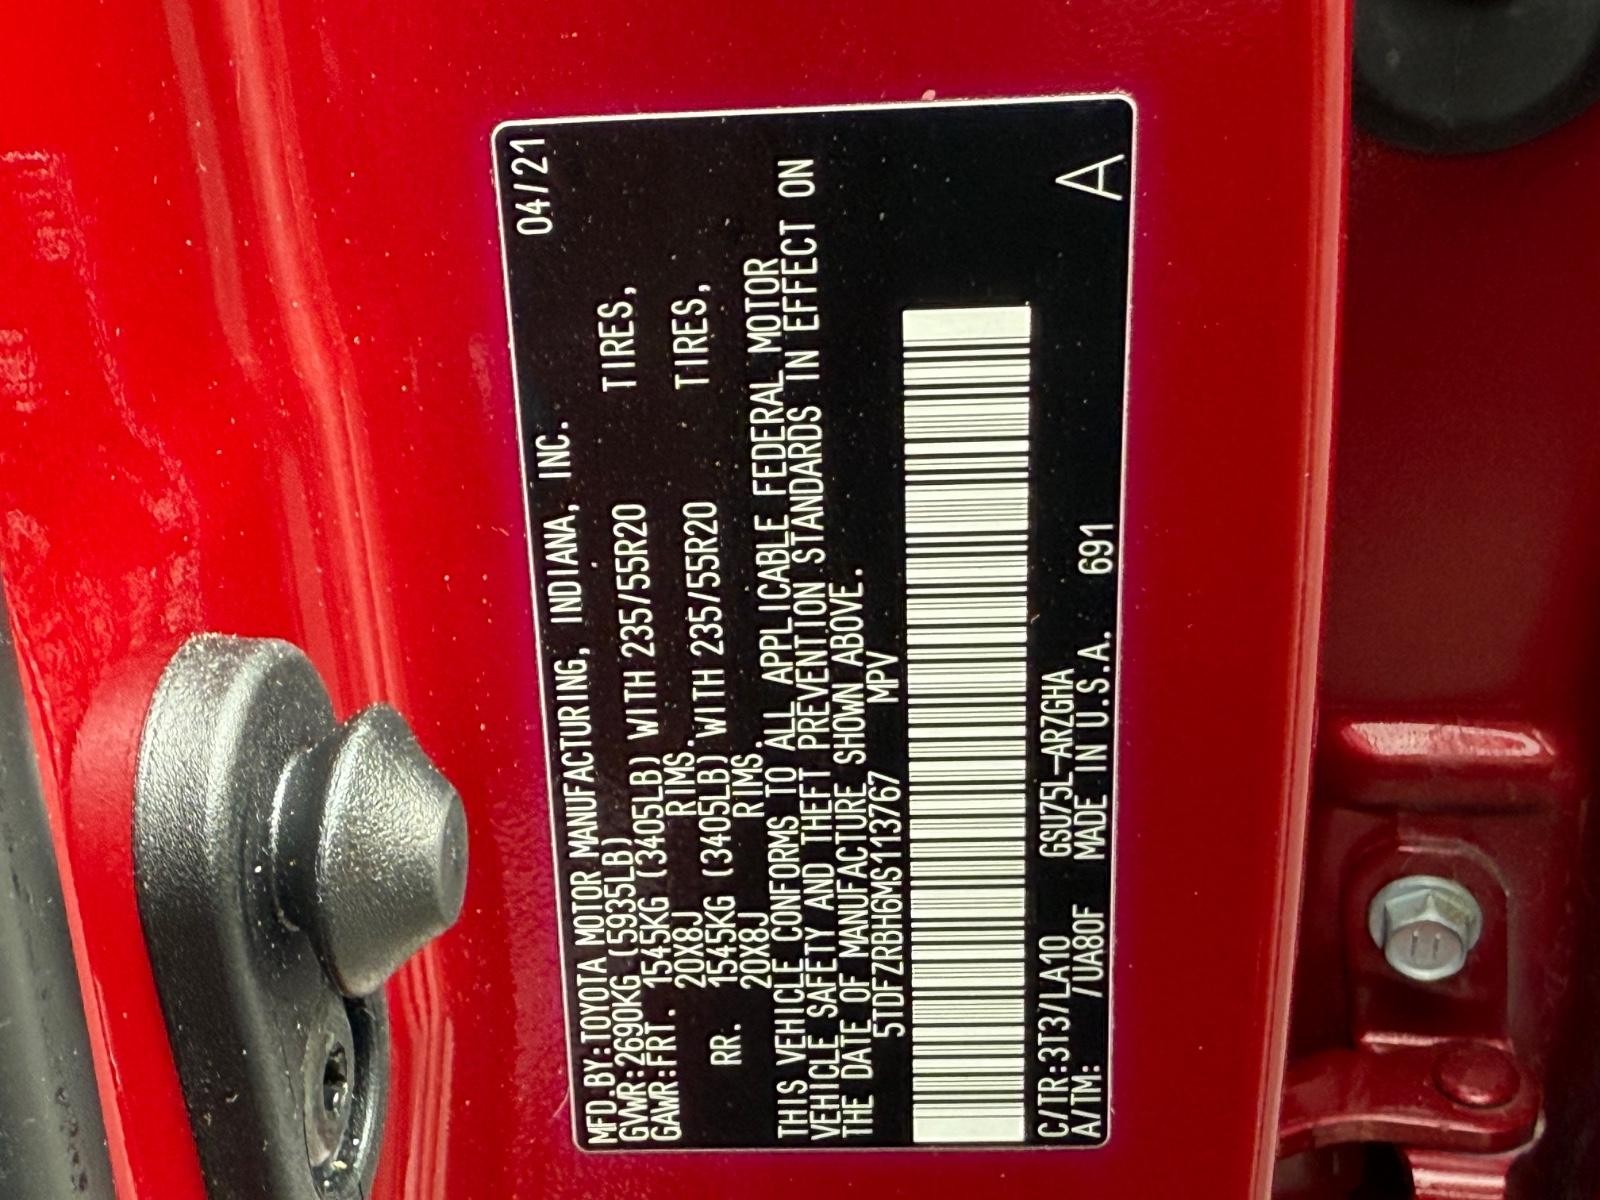 MFD.BY:TOYOTA MOTOR MANUFACTURING, INDIANA, INC. 04/21
GVWR:2690KG (5935LB)
GAWR:FRT. 1545KG (3405LB) WITH 235/55R20 TIRES,
20X8J RIMS.
RR. 1545KG (3405LB) WITH 235/55R20 TIRES,
20X8J RIMS.
THIS VEHICLE CONFORMS TO ALL APPLICABLE FEDERAL MOTOR
VEHICLE SAFETY AND THEFT PREVENTION STANDARDS IN EFFECT ON
THE DATE OF MANUFACTURE SHOWN ABOVE.
5TDFZRBH6MS113767 MPV
C/TR:3T3/LA10 GSU75L-ARZGHA
A/TM: /UA80F MADE IN U.S.A. 691 A